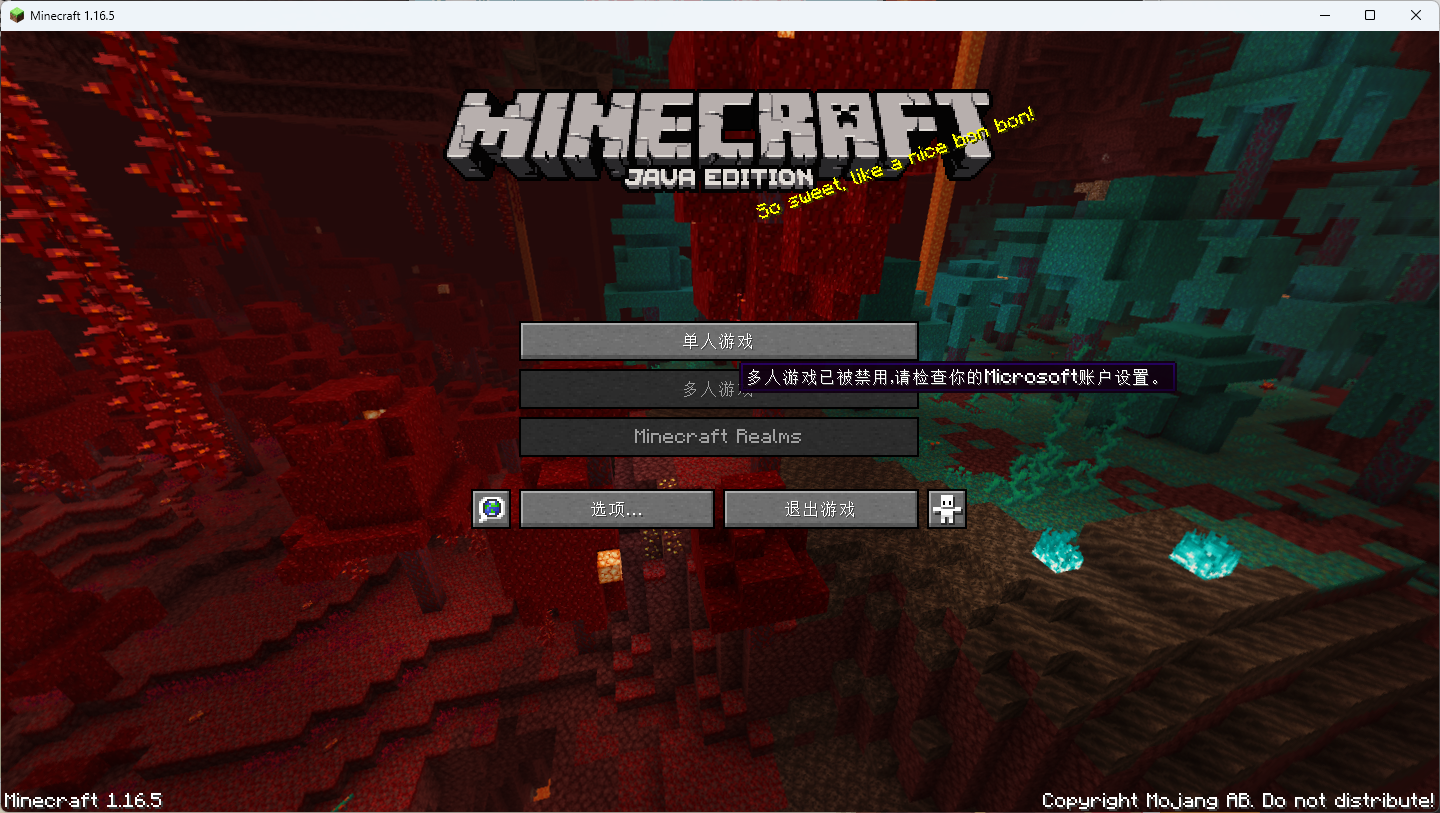 Minecraft 1.16.5
MINECRAFT
JAVA EDITION
So sweet, like a nice bon bon!
单人游戏
多人游戏已被禁用,请检查你的Microsoft账户设置。
多人游戏
Minecraft Realms
选项...
退出游戏
Minecraft 1.16.5
Copyright Mojang AB. Do not distribute!